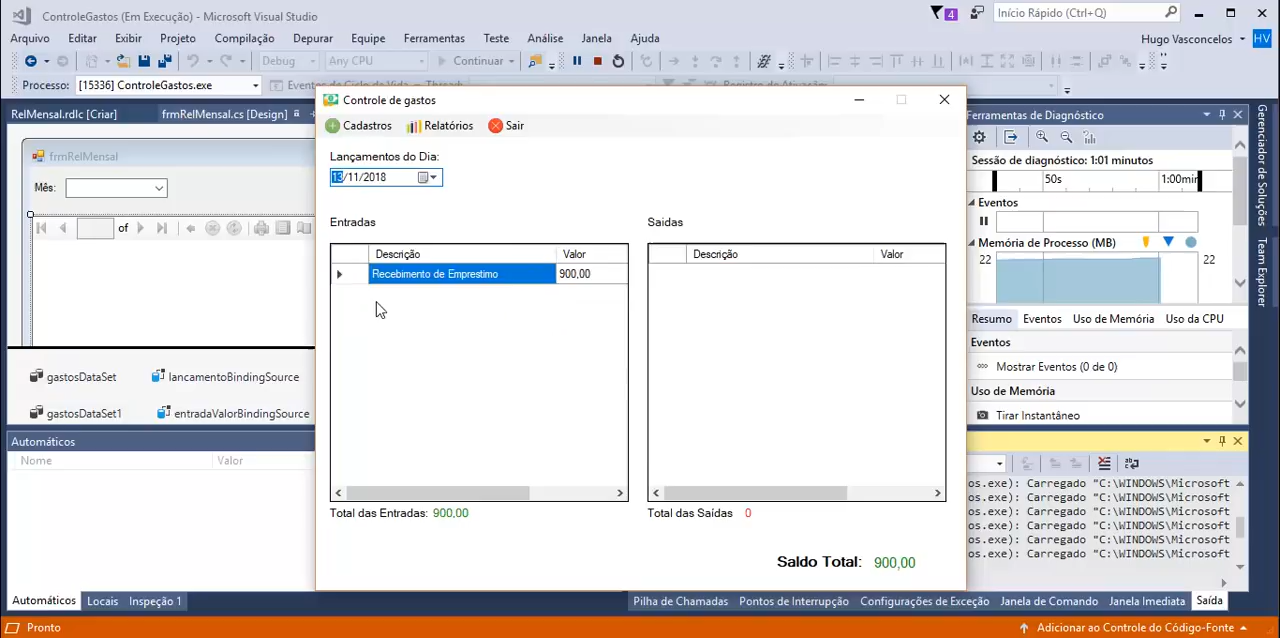 ControleGastos (Em Execução) - Microsoft Visual Studio
4
Início Rápido (Ctrl+Q)
Arquivo Editar Exibir Projeto Compilação Depurar Equipe Ferramentas Teste Análise Janela Ajuda
Hugo Vasconcelos
HV
Debug Any CPU Continuar
Processo: [15336] ControleGastos.exe
RelMensal.rdlc [Criar] frmRelMensal.cs [Design]
frmRelMensal
Mês:
of
gastosDataSet lancamentoBindingSource
gastosDataSet1 entradaValorBindingSource
Automáticos
Nome Valor
Automáticos Locais Inspeção 1
Controle de gastos
Cadastros Relatórios Sair
Lançamentos do Dia:
13/11/2018
Entradas Saidas
Descrição Valor Descrição Valor
Recebimento de Emprestimo 900,00
Total das Entradas: 900,00 Total das Saídas 0
Saldo Total: 900,00
Ferramentas de Diagnóstico
Sessão de diagnóstico: 1:01 minutos
50s 1:00min
Eventos
Memória de Processo (MB)
22 22
Resumo Eventos Uso de Memória Uso da CPU
Eventos
Mostrar Eventos (0 de 0)
Uso de Memória
Tirar Instantâneo
os.exe): Carregado "C:\WINDOWS\Microsoft
os.exe): Carregado "C:\WINDOWS\Microsoft
os.exe): Carregado "C:\WINDOWS\Microsoft
os.exe): Carregado "C:\WINDOWS\Microsoft
os.exe): Carregado "C:\WINDOWS\Microsoft
Pilha de Chamadas Pontos de Interrupção Configurações de Exceção Janela de Comando Janela Imediata Saída
Gerenciador de Soluções
Team Explorer
Pronto
Adicionar ao Controle do Código-Fonte